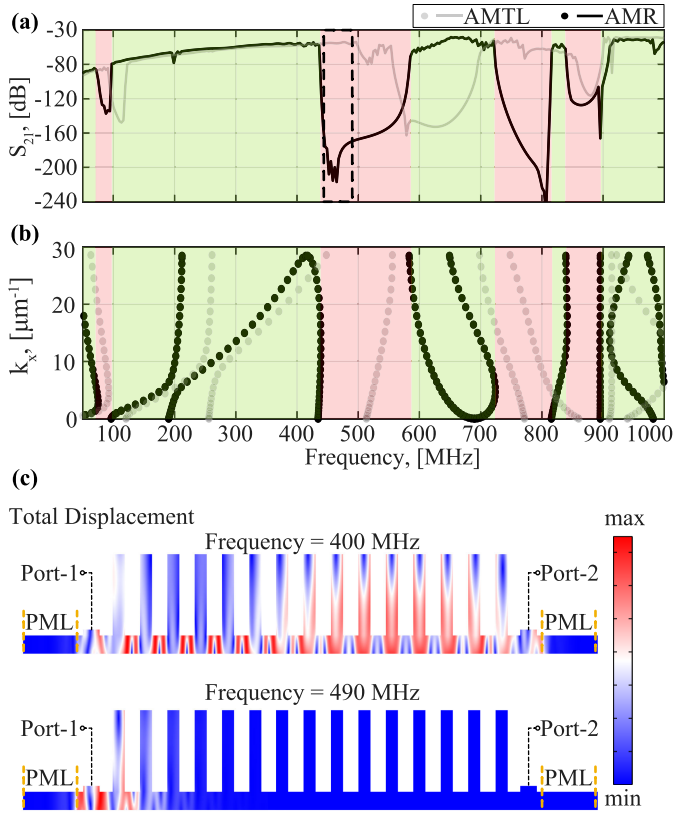 (a)
AMTL
AMR
-30
-80
-120
-160
-200
-240
S21, [dB]
(b)
30
20
10
0
kx, [μm⁻¹]
100 200 300 400 500 600 700 800 900 1000
Frequency, [MHz]
(c)
Total Displacement
Frequency = 400 MHz
max
Port-1
Port-2
PML
PML
Frequency = 490 MHz
Port-1
Port-2
PML
PML
min